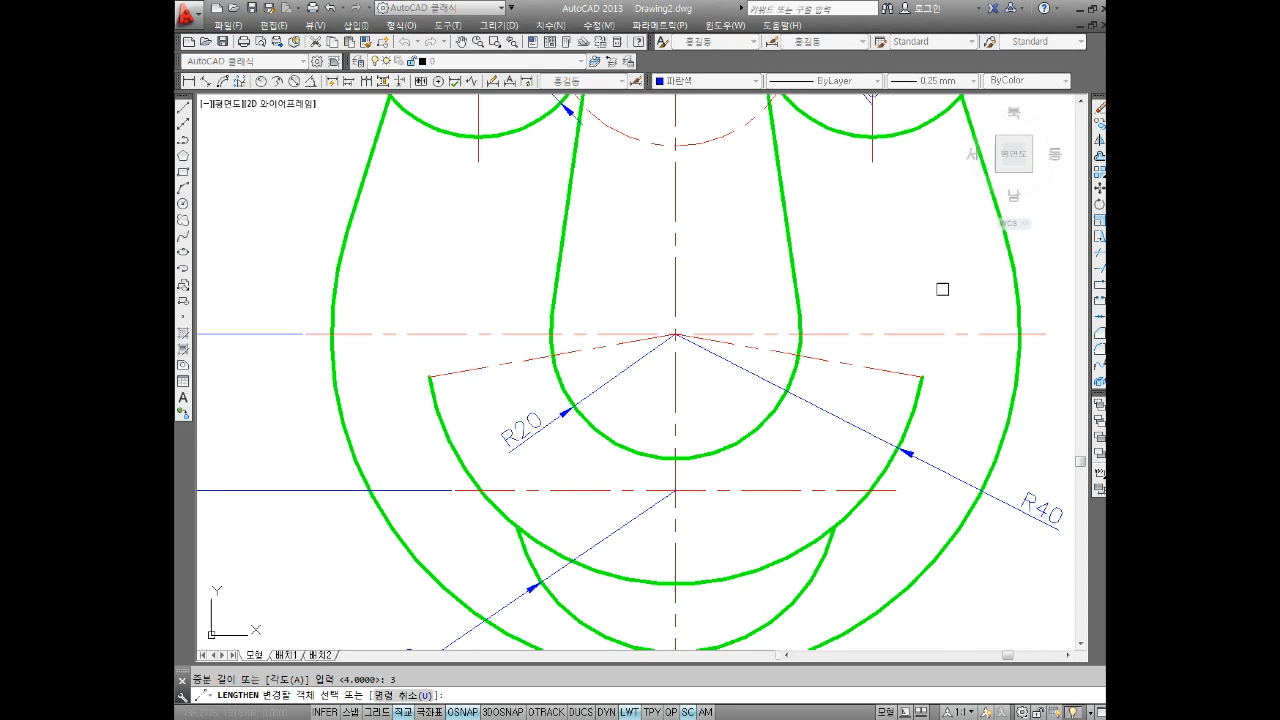 AutoCAD 클래식
AutoCAD 2013 Drawing2.dwg
키워드 또는 구절 입력
로그인
파일(F) 편집(E) 뷰(V) 삽입(I) 형식(O) 도구(T) 그리기(D) 치수(N) 수정(M) 파라메트릭(P) 윈도우(W) 도움말(H)
홍길동 홍길동 Standard Standard
AutoCAD 클래식 0
홍길동 파란색 ByLayer 0.25 mm ByColor
[-][평면도][2D 와이어프레임]
북
서 평면도 동
남
WCS
R20
R40
Y
X
모형 배치1 배치2
증분 길이 또는 [각도(A)] 입력 <4.0000>: 3
LENGTHEN 변경할 객체 선택 또는 [명령 취소(U)]:
INFER 스냅 그리드 직교 극좌표 OSNAP 3DOSNAP OTRACK DUCS DYN LWT TPY QP SC AM
모형 1:1